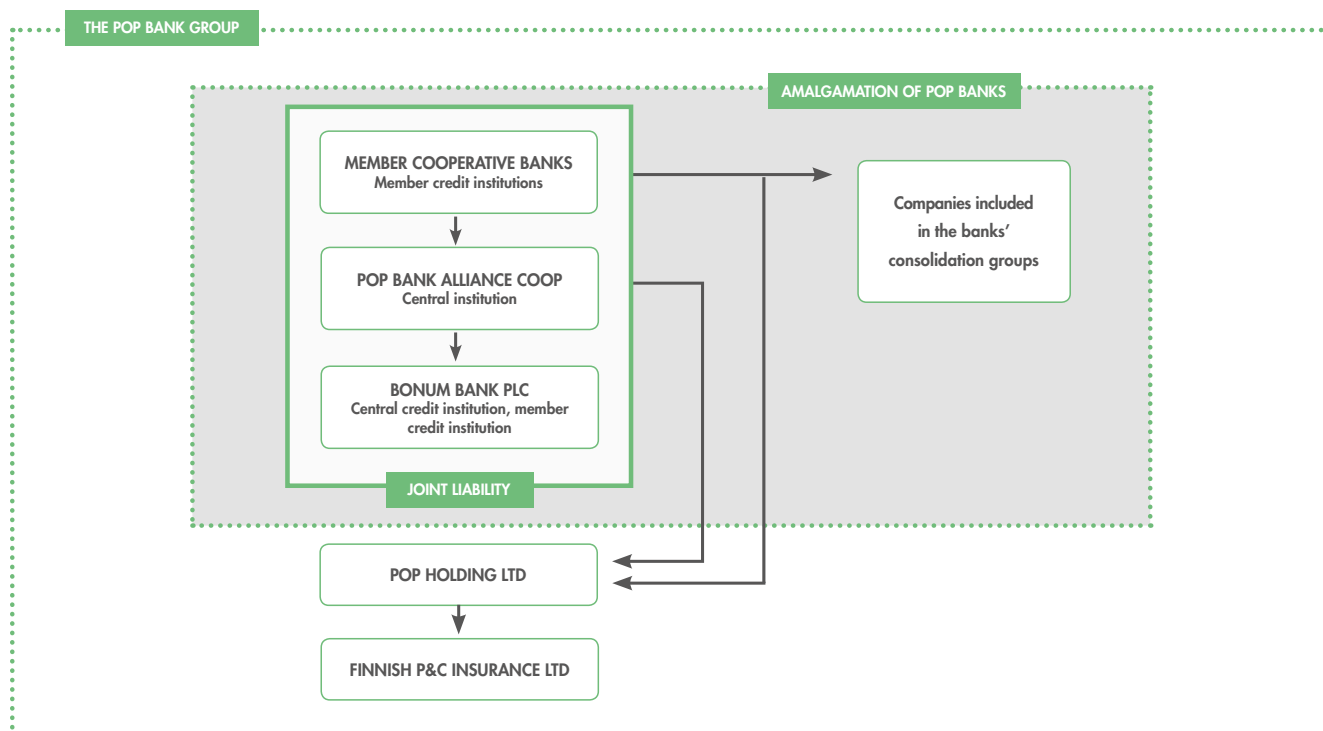 THE POP BANK GROUP
AMALGAMATION OF POP BANKS
MEMBER COOPERATIVE BANKS
Member credit institutions
Companies included
in the banks’
consolidation groups
POP BANK ALLIANCE COOP
Central institution
BONUM BANK PLC
Central credit institution, member
credit institution
JOINT LIABILITY
POP HOLDING LTD
FINNISH P&C INSURANCE LTD